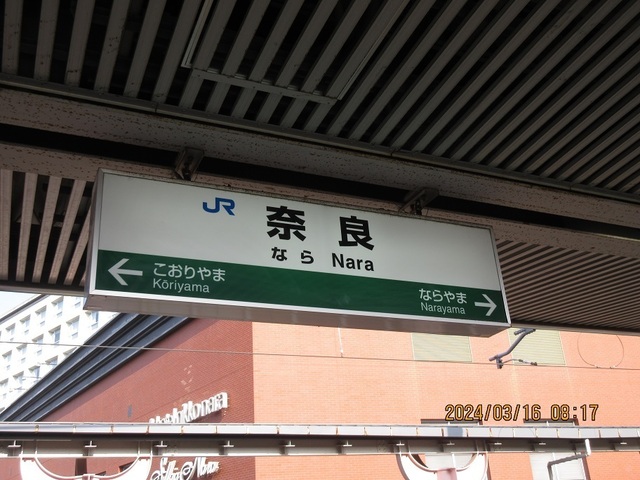 JR 奈良
なら Nara
← こおりやま
Kōriyama
ならやま →
Narayama
2024/03/16 08:17